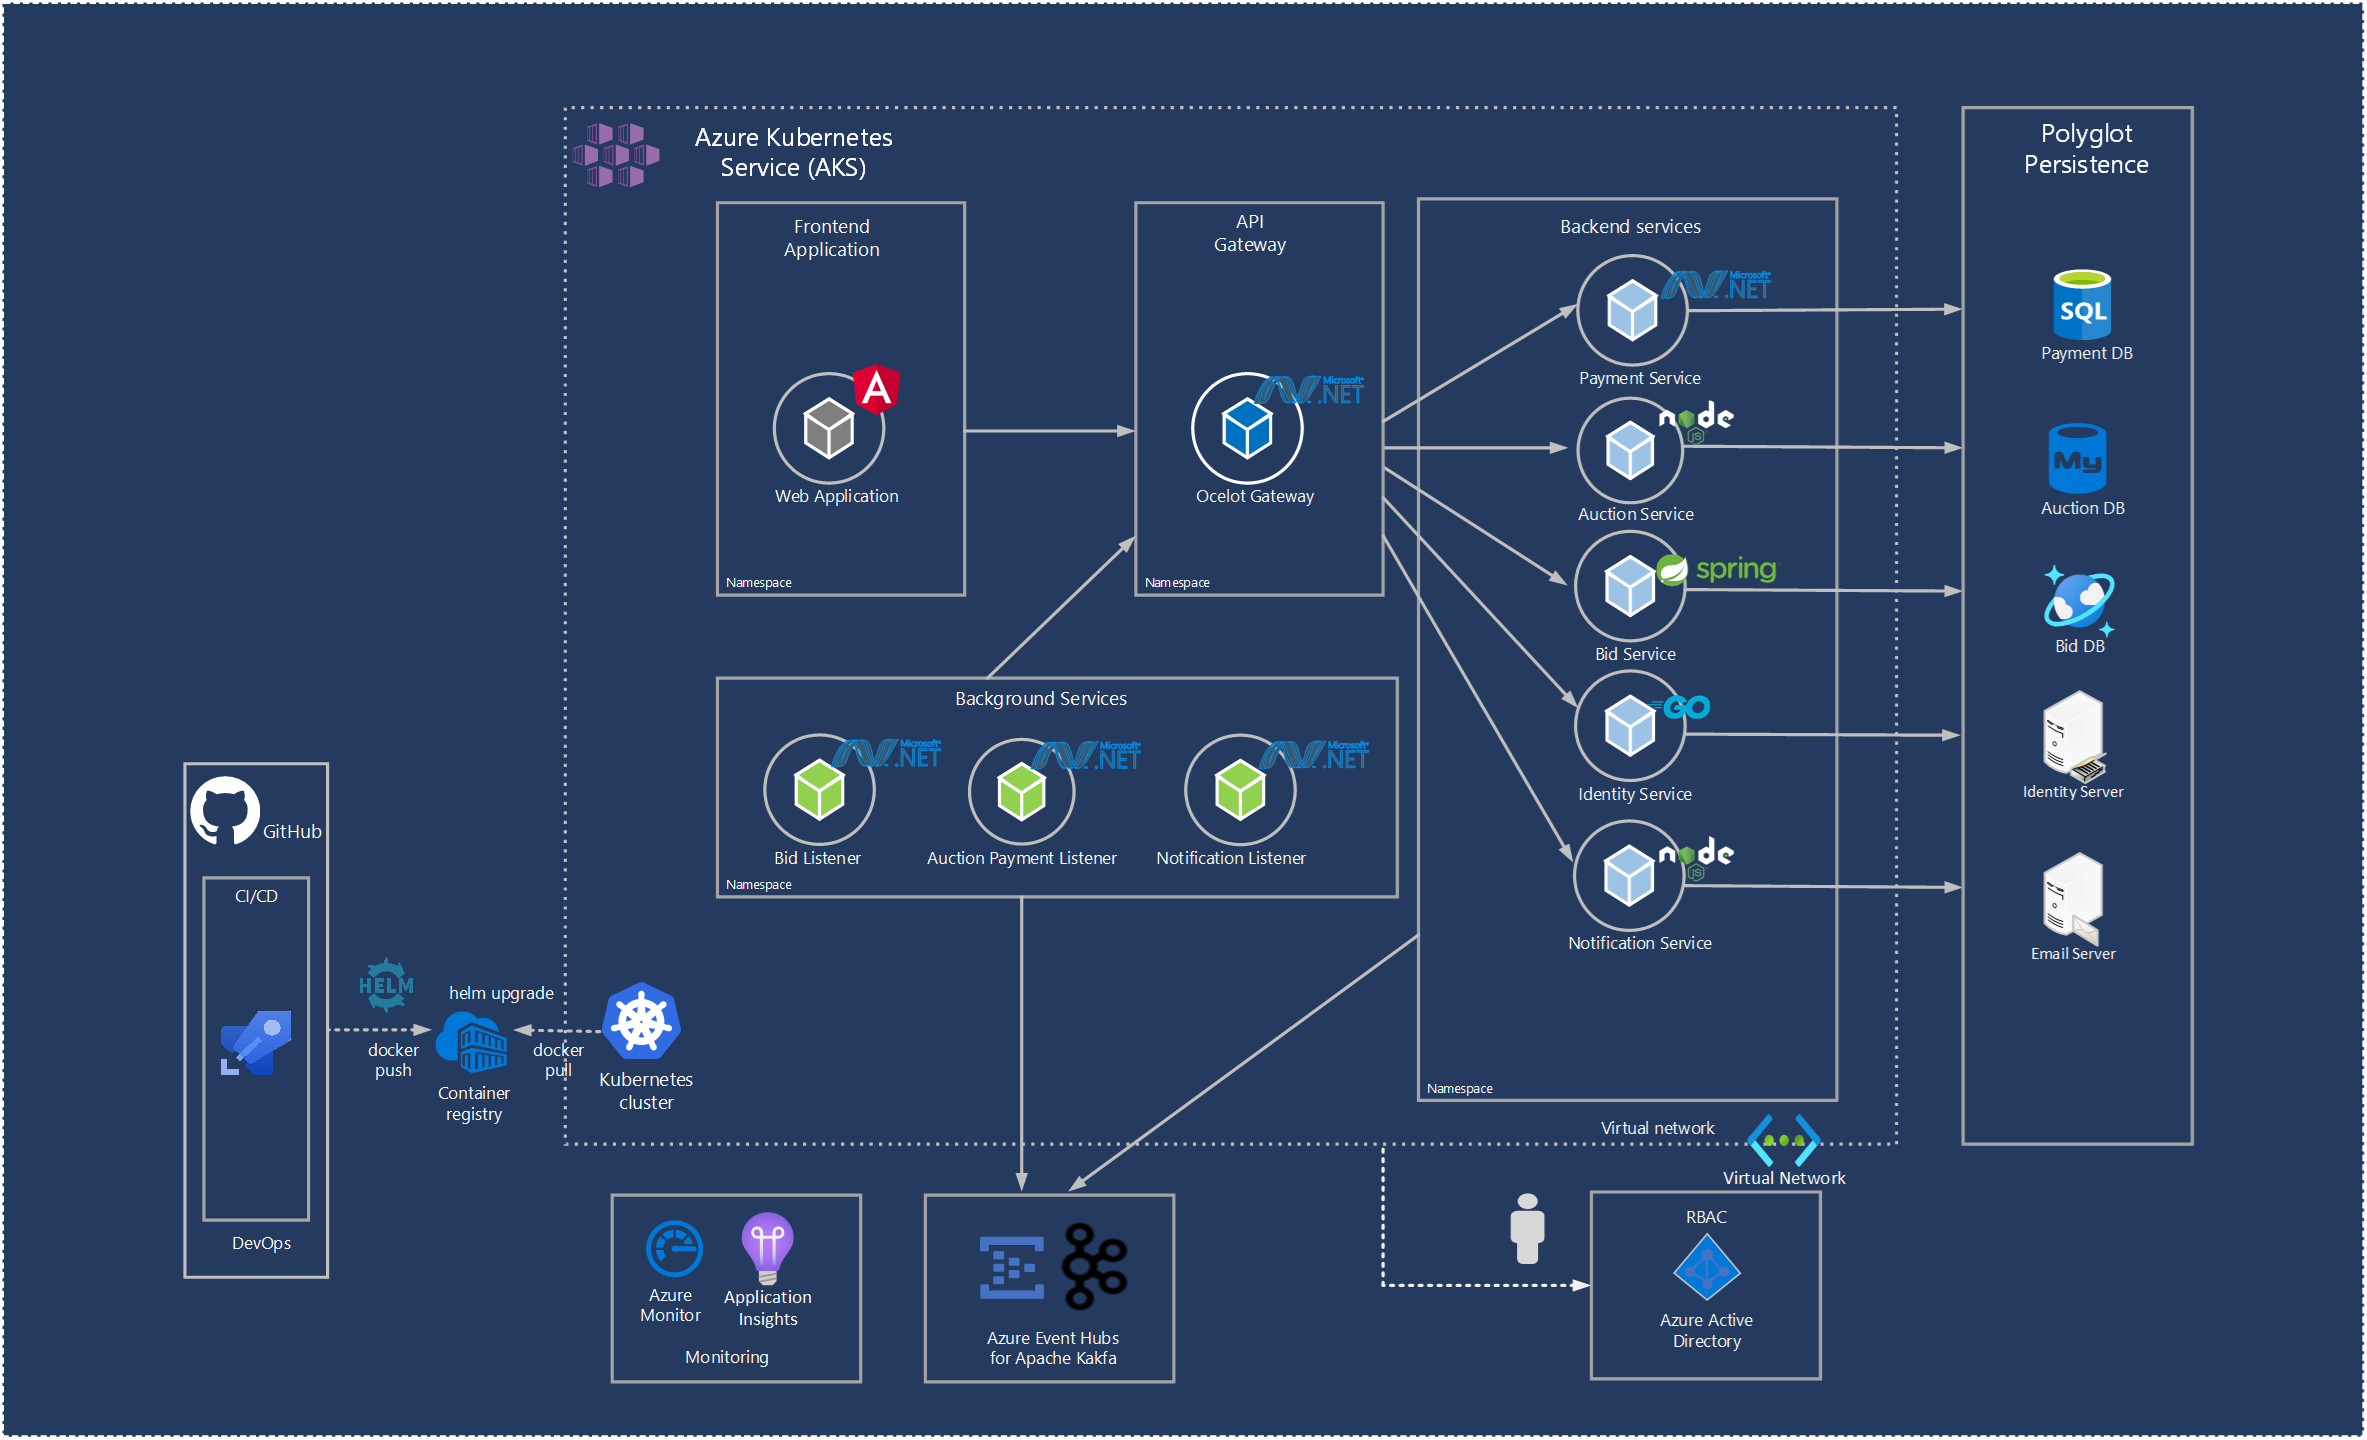 Azure Kubernetes
Service (AKS)
Polyglot
Persistence
Frontend
Application
A
Web Application
Namespace
API
Gateway
Microsoft
.NET
Ocelot Gateway
Namespace
Backend services
Microsoft
.NET
Payment Service
node
JS
Auction Service
spring
Bid Service
GO
Identity Service
node
JS
Notification Service
Namespace
SQL
Payment DB
My
Auction DB
Bid DB
Identity Server
Email Server
Background Services
Microsoft
.NET
Bid Listener
Microsoft
.NET
Auction Payment Listener
Microsoft
.NET
Notification Listener
Namespace
GitHub
CI/CD
DevOps
HELM
helm upgrade
docker
push
Container
registry
docker
pull
Kubernetes
cluster
Virtual network
Virtual Network
Azure
Monitor
Application
Insights
Monitoring
Azure Event Hubs
for Apache Kakfa
RBAC
Azure Active
Directory